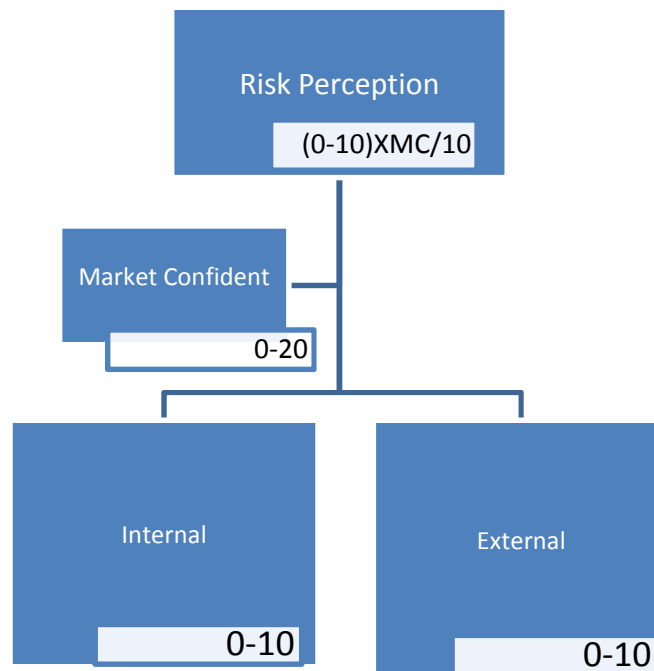 Risk Perception
(0-10)XMC/10
Market Confident
0-20
Internal
0-10
External
0-10